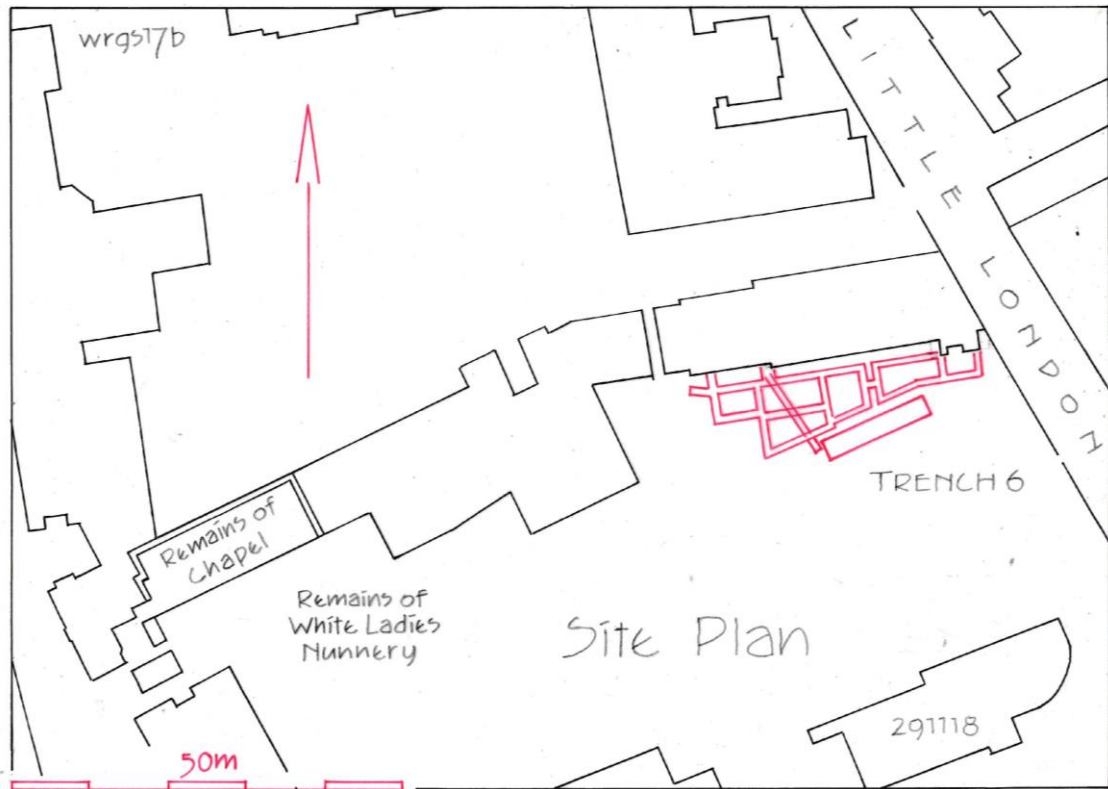 wrgs17b
LITTLE LONDON
TRENCH 6
Remains of
Chapel
Remains of
White Ladies
Nunnery
Site Plan
291118
50m